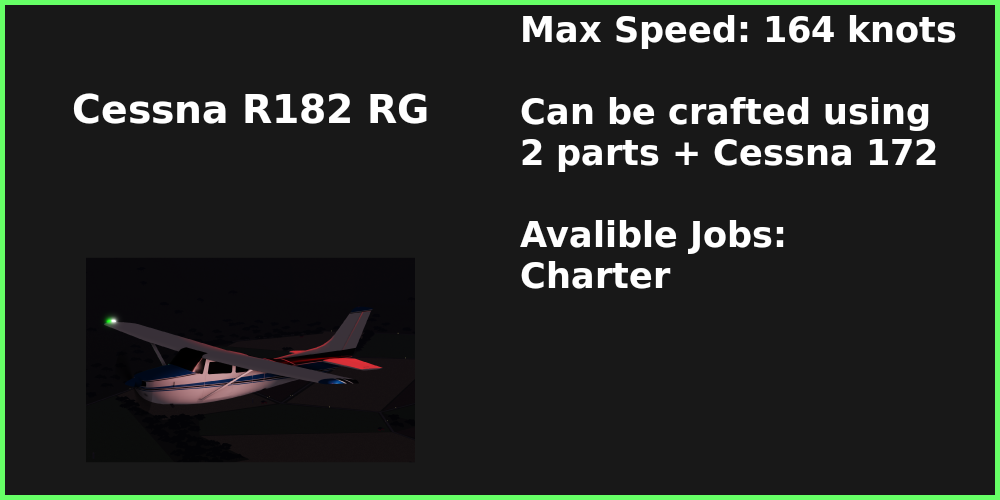 Cessna R182 RG
Max Speed: 164 knots
Can be crafted using
2 parts + Cessna 172
Avalible Jobs:
Charter